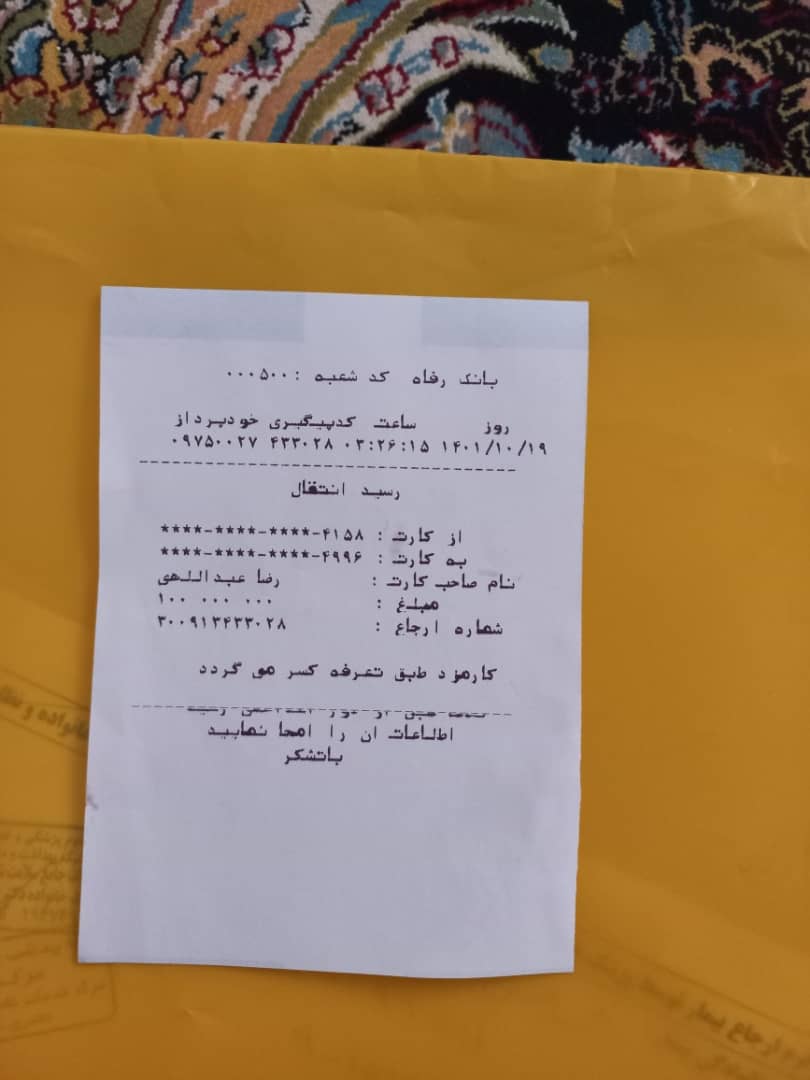 بانک رفاه کد شعبه : ۰۰۰۵۰۰
روز ساعت کدپیگیری خودپرداز
۱۴۰۱/۱۰/۱۹ ۰۳:۲۶:۱۵ ۴۳۳۰۲۸ ۰۹۷۵۰۰۲۷
رسید انتقال
از کارت : ****-****-****-۴۱۵۸
به کارت : ****-****-****-۴۹۹۶
نام صاحب کارت : رضا عبداللهی
مبلغ : ۱۰۰ ۰۰۰ ۰۰۰
شماره ارجاع : ۳۰۰۹۱۳۴۳۳۰۲۸
کارمزد طبق تعرفه کسر می گردد
اطلاعات ان را امحا نمایید
باتشکر